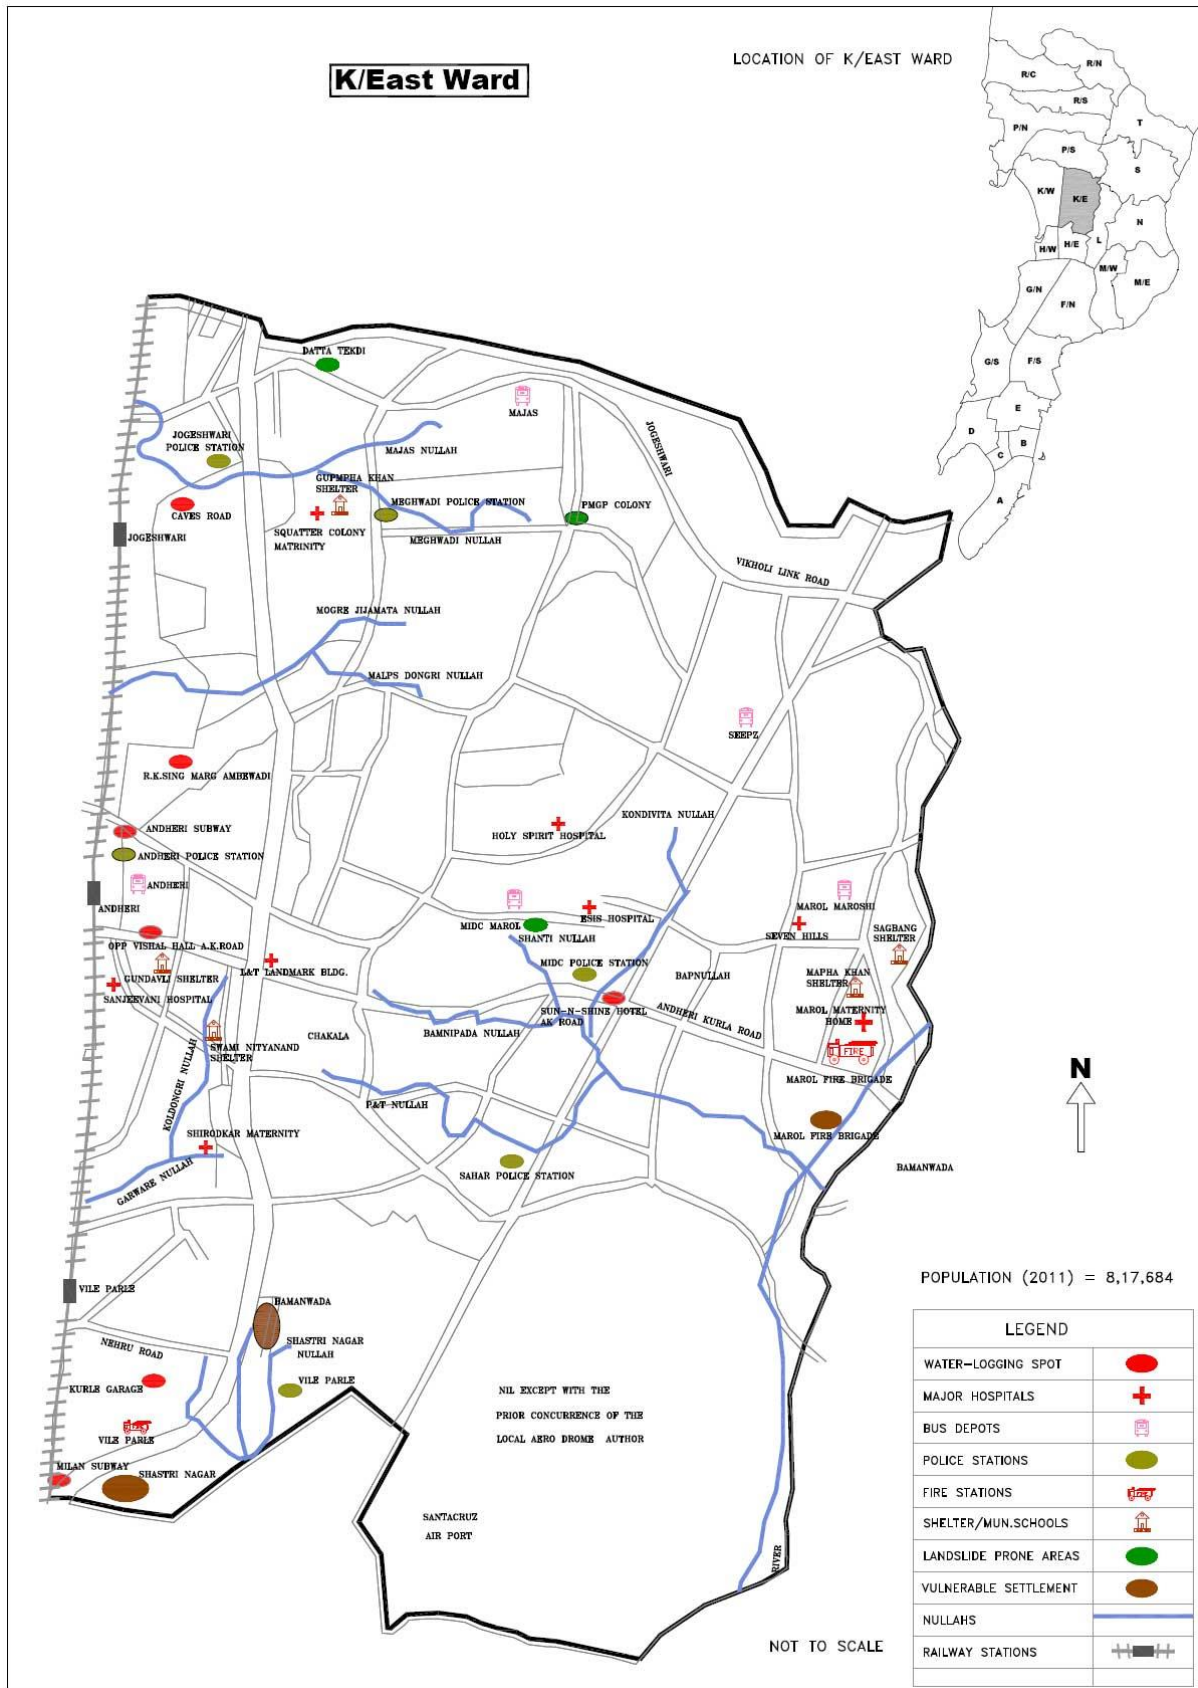 K/East Ward
LOCATION OF K/EAST WARD
R/N
R/C
R/S
T
P/N
P/S
S
K/W
K/E
N
H/W
H/E
L
M/W
M/E
G/N
F/N
G/S
F/S
E
D
B
C
A
DATTA TEKDI
MAJAS
JOGESHWARI
POLICE STATION
MAJAS NULLAH
JOGESHWARI
GUPMPHA KHAN
SHELTER
MEGHWADI POLICE STATION
PMGP COLONY
CAVES ROAD
SQUATTER COLONY
MATRINITY
MEGHWADI NULLAH
JOGESHWARI
VIKHOLI LINK ROAD
MOGRE JIJAMATA NULLAH
MALPS DONGRI NULLAH
SEEPZ
R.K.SING MARG AMBEWADI
KONDIVITA NULLAH
ANDHERI SUBWAY
HOLY SPIRIT HOSPITAL
ANDHERI POLICE STATION
ANDHERI
ANDHERI
MIDC MAROL
ESIS HOSPITAL
MAROL MAROSHI
SHANTI NULLAH
SEVEN HILLS
SAGBANG
SHELTER
OPP VISHAL HALL A.K.ROAD
GUNDAVLI SHELTER
L&T LANDMARK BLDG.
MIDC POLICE STATION
BAPNULLAH
MAPHA KHAN
SHELTER
SANJEEVANI HOSPITAL
SUN-N-SHINE HOTEL
AK ROAD
ANDHERI KURLA ROAD
MAROL MATERNITY
HOME
CHAKALA
BAMNIPADA NULLAH
SWAMI NITYANAND
SHELTER
KOLDONGRI NULLAH
FIRE
MAROL FIRE BRIGADE
P&T NULLAH
SHIRODKAR MATERNITY
MAROL FIRE BRIGADE
GARWARE NULLAH
SAHAR POLICE STATION
BAMANWADA
N
VILE PARLE
BAMANWADA
NEHRU ROAD
SHASTRI NAGAR
NULLAH
KURLE GARAGE
VILE PARLE
FIRE
VILE PARLE
MILAN SUBWAY
SHASTRI NAGAR
NIL EXCEPT WITH THE
PRIOR CONCURRENCE OF THE
LOCAL AERO DROME AUTHOR
SANTACRUZ
AIR PORT
RIVER
NOT TO SCALE
POPULATION (2011) = 8,17,684
LEGEND
WATER-LOGGING SPOT
MAJOR HOSPITALS
BUS DEPOTS
POLICE STATIONS
FIRE STATIONS
FIRE
SHELTER/MUN.SCHOOLS
LANDSLIDE PRONE AREAS
VULNERABLE SETTLEMENT
NULLAHS
RAILWAY STATIONS